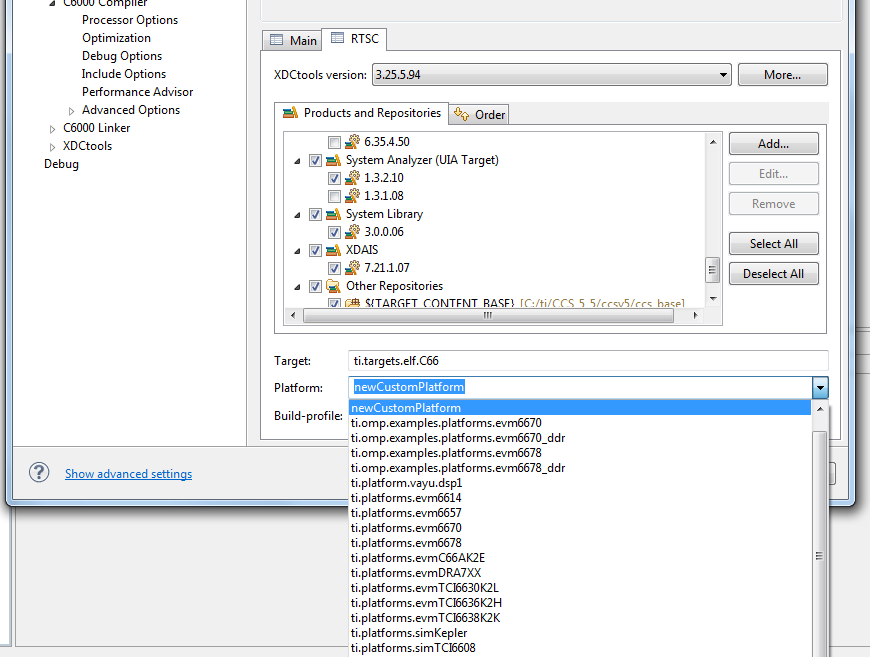 C6000 Compiler
Processor Options
Optimization
Debug Options
Include Options
Performance Advisor
Advanced Options
C6000 Linker
XDCtools
Debug
Main
RTSC
XDCtools version:
3.25.5.94
More...
Products and Repositories
Order
6.35.4.50
System Analyzer (UIA Target)
1.3.2.10
1.3.1.08
System Library
3.0.0.06
XDAIS
7.21.1.07
Other Repositories
${TARGET_CONTENT_BASE} [C:/ti/CCS_5_5/ccsv5/ccs_base]
Add...
Edit...
Remove
Select All
Deselect All
Target:
ti.targets.elf.C66
Platform:
newCustomPlatform
Build-profile:
newCustomPlatform
ti.omp.examples.platforms.evm6670
ti.omp.examples.platforms.evm6670_ddr
ti.omp.examples.platforms.evm6678
ti.omp.examples.platforms.evm6678_ddr
ti.platform.vayu.dsp1
ti.platforms.evm6614
ti.platforms.evm6657
ti.platforms.evm6670
ti.platforms.evm6678
ti.platforms.evmC66AK2E
ti.platforms.evmDRA7XX
ti.platforms.evmTCI6630K2L
ti.platforms.evmTCI6636K2H
ti.platforms.evmTCI6638K2K
ti.platforms.simKepler
ti.platforms.simTCI6608
Show advanced settings